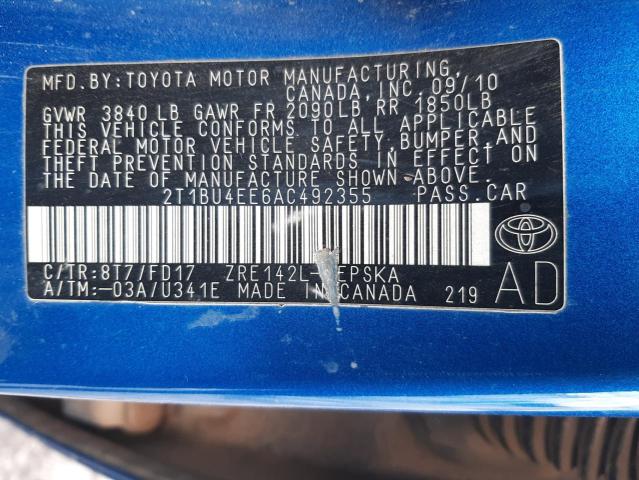 MFD.BY:TOYOTA MOTOR MANUFACTURING,
CANADA, INC. 09/10
GVWR 3840 LB GAWR FR 2090LB, RR 1850LB
THIS VEHICLE CONFORMS TO ALL APPLICABLE
FEDERAL MOTOR VEHICLE SAFETY, BUMPER, AND
THEFT PREVENTION STANDARDS IN EFFECT ON
THE DATE OF MANUFACTURE SHOWN ABOVE.
2T1BU4EE6AC492355 PASS.CAR
C/TR:8T7/FD17 ZRE142L- EPSKA
A/TM:-03A/U341E MADE IN CANADA 219
AD